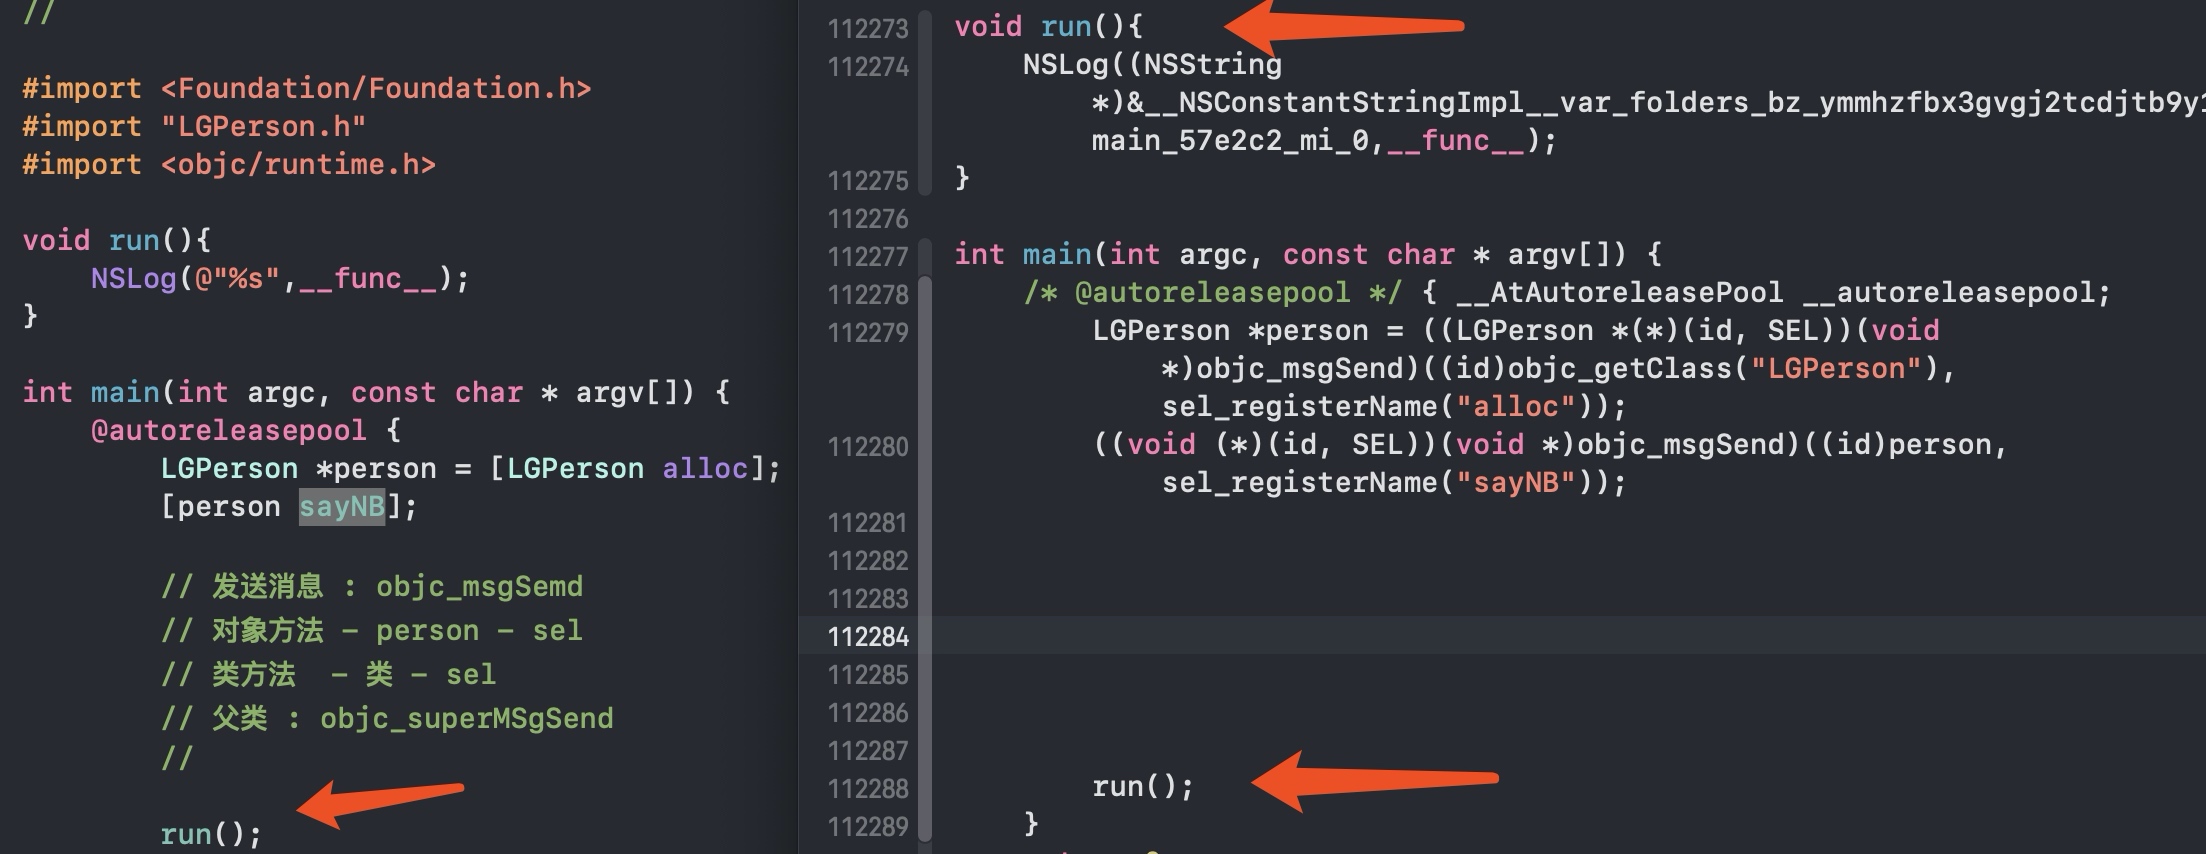 //
#import <Foundation/Foundation.h>
#import "LGPerson.h"
#import <objc/runtime.h>
void run(){
NSLog(@"%s",__func__);
}
int main(int argc, const char * argv[]) {
@autoreleasepool {
LGPerson *person = [LGPerson alloc];
[person sayNB];
// 发送消息 : objc_msgSemd
// 对象方法 - person - sel
// 类方法  - 类 - sel
// 父类 : objc_superMSgSend
//
run();
112273 void run(){
112274 NSLog((NSString
*)&__NSConstantStringImpl__var_folders_bz_ymmhzfbx3gvgj2tcdjtb9y1
main_57e2c2_mi_0,__func__);
112275 }
112276
112277 int main(int argc, const char * argv[]) {
112278 /* @autoreleasepool */ { __AtAutoreleasePool __autoreleasepool;
112279 LGPerson *person = ((LGPerson *(*)(id, SEL))(void
*)objc_msgSend)((id)objc_getClass("LGPerson"),
sel_registerName("alloc"));
112280 ((void (*)(id, SEL))(void *)objc_msgSend)((id)person,
sel_registerName("sayNB"));
112281
112282
112283
112284
112285
112286
112287
112288 run();
112289 }